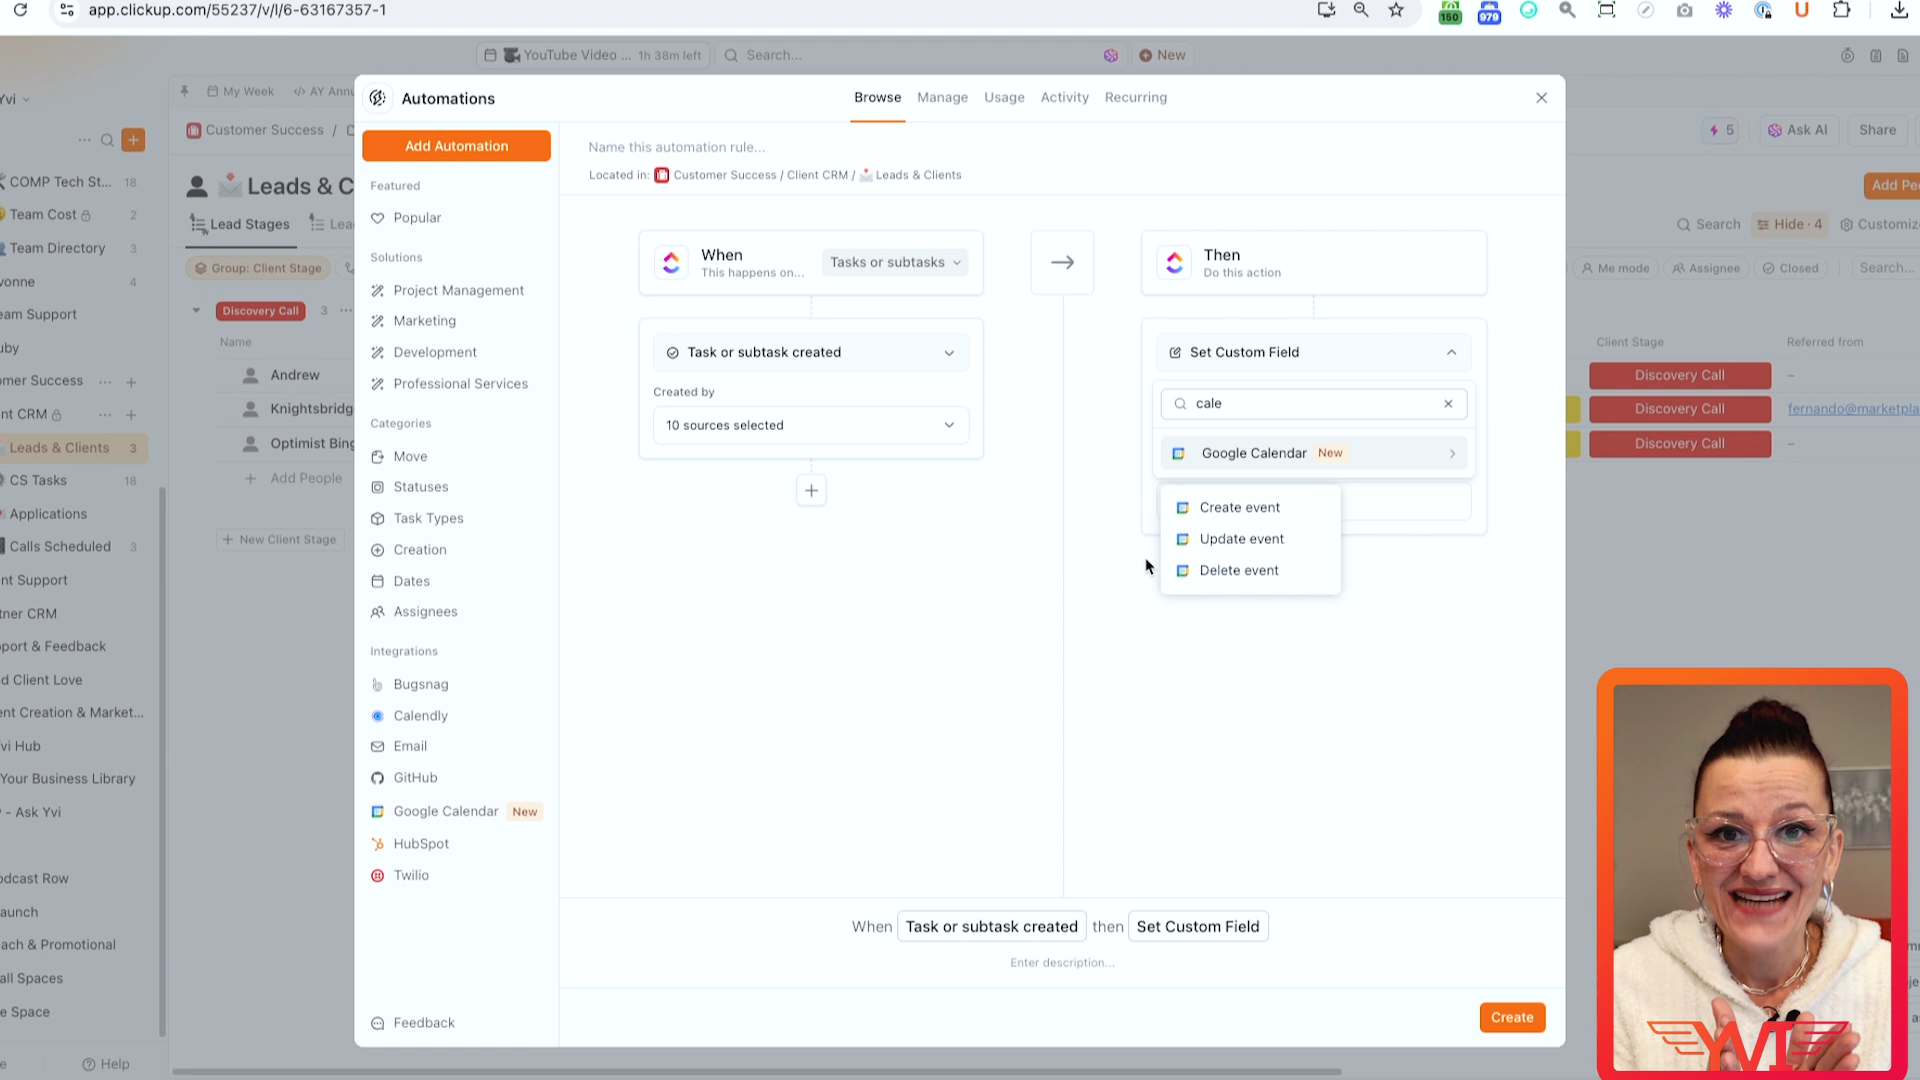 app.clickup.com/55237/v/l/6-63167357-1
150
979
YouTube Video ... 1h 38m left
Search...
New
Yvi
My Week
AY Annu
Customer Success /
5
Ask AI
Share
Leads & C
Add Pe
Lead Stages
Lea
Search
Hide · 4
Customiz
Group: Client Stage
Me mode
Assignee
Closed
Search...
Discovery Call 3 ...
Name
Client Stage
Referred from
Andrew
Discovery Call
–
Knightsbridg
Discovery Call
fernando@marketpla
Optimist Bing
Discovery Call
–
Add People
New Client Stage
COMP Tech St... 18
Team Cost 2
Team Directory 3
vonne 4
eam Support
uby
omer Success ...
nt CRM ...
Leads & Clients 3
CS Tasks 18
Applications
Calls Scheduled 3
nt Support
tner CRM
port & Feedback
d Client Love
ent Creation & Market...
vi Hub
Your Business Library
- Ask Yvi
odcast Row
aunch
ach & Promotional
all Spaces
e Space
Help
Automations
Browse
Manage
Usage
Activity
Recurring
Add Automation
Featured
Popular
Solutions
Project Management
Marketing
Development
Professional Services
Categories
Move
Statuses
Task Types
Creation
Dates
Assignees
Integrations
Bugsnag
Calendly
Email
GitHub
Google Calendar New
HubSpot
Twilio
Feedback
Name this automation rule...
Located in: Customer Success / Client CRM / Leads & Clients
When
This happens on...
Tasks or subtasks
Task or subtask created
Created by
10 sources selected
Then
Do this action
Set Custom Field
cale
Google Calendar New
Create event
Update event
Delete event
When Task or subtask created then Set Custom Field
Enter description...
Create
YVI